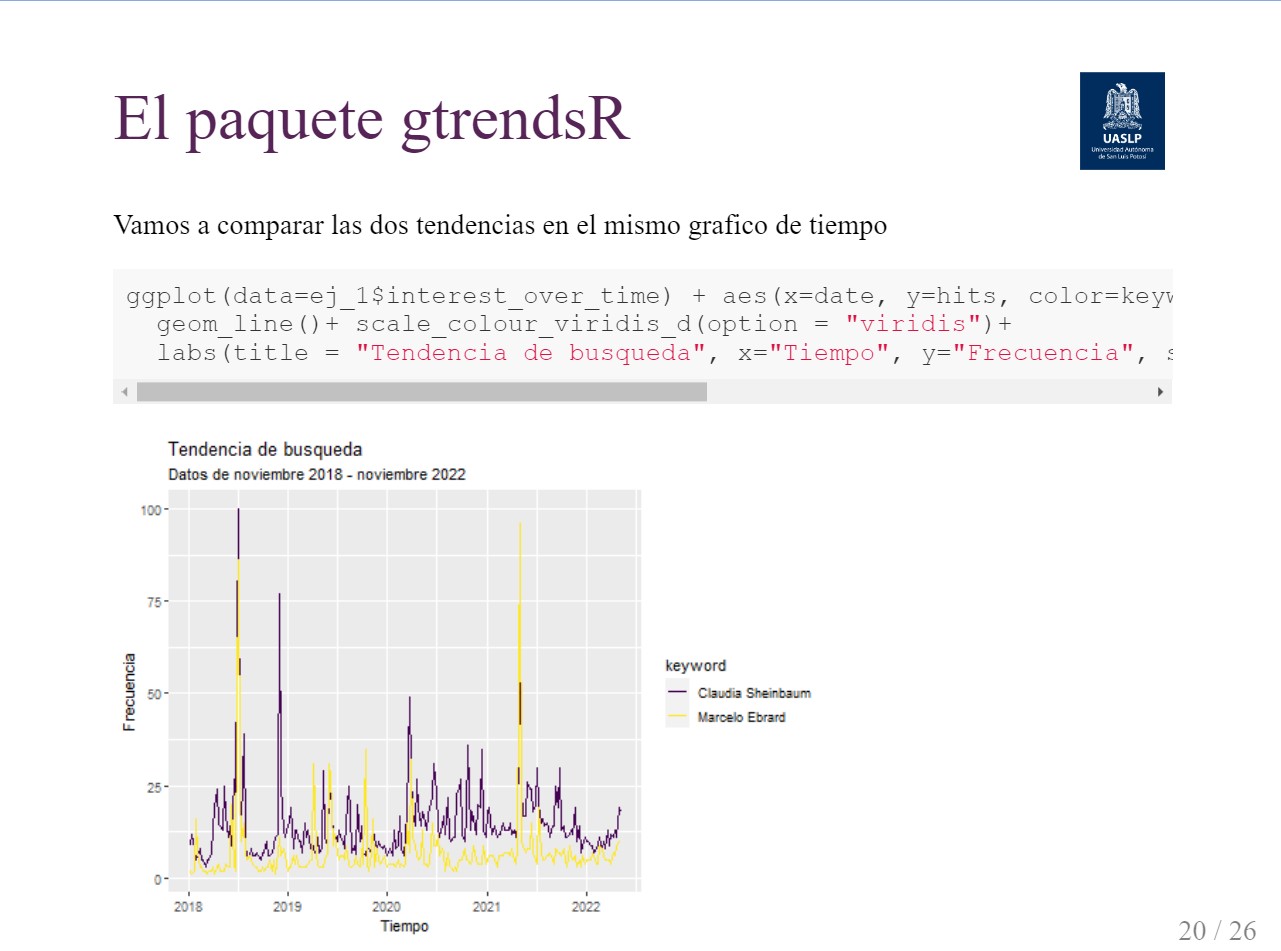 El paquete gtrendsR
UASLP
Universidad Autónoma
de San Luis Potosí
Vamos a comparar las dos tendencias en el mismo grafico de tiempo
ggplot(data=ej_1$interest_over_time) + aes(x=date, y=hits, color=keyw
geom_line()+ scale_colour_viridis_d(option = "viridis")+
labs(title = "Tendencia de busqueda", x="Tiempo", y="Frecuencia", s
Tendencia de busqueda
Datos de noviembre 2018 - noviembre 2022
100
75
50
25
0
Frecuencia
2018 2019 2020 2021 2022
Tiempo
keyword
Claudia Sheinbaum
Marcelo Ebrard
20 / 26